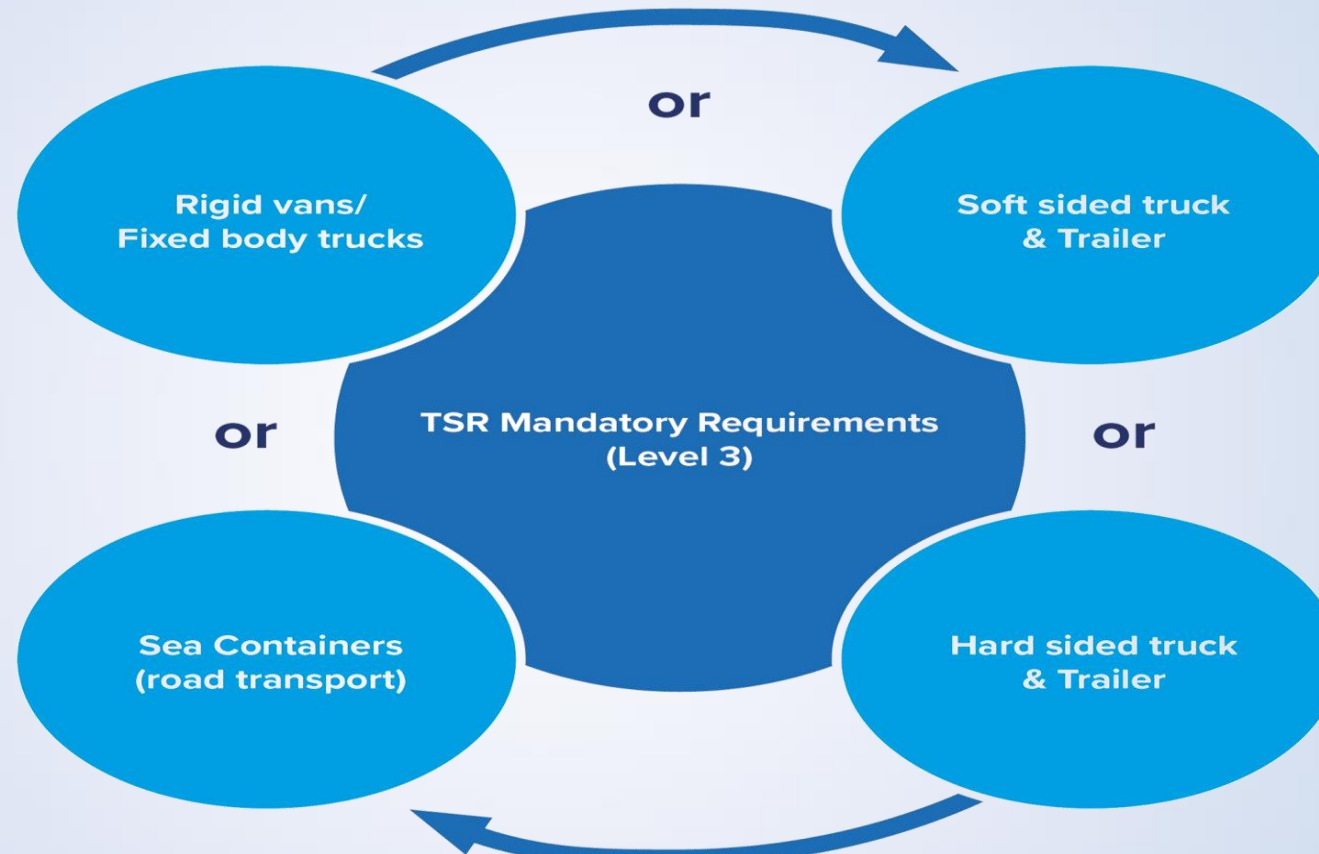 or
Rigid vans/
Fixed body trucks
Soft sided truck
& Trailer
or
TSR Mandatory Requirements
(Level 3)
or
Sea Containers
(road transport)
Hard sided truck
& Trailer